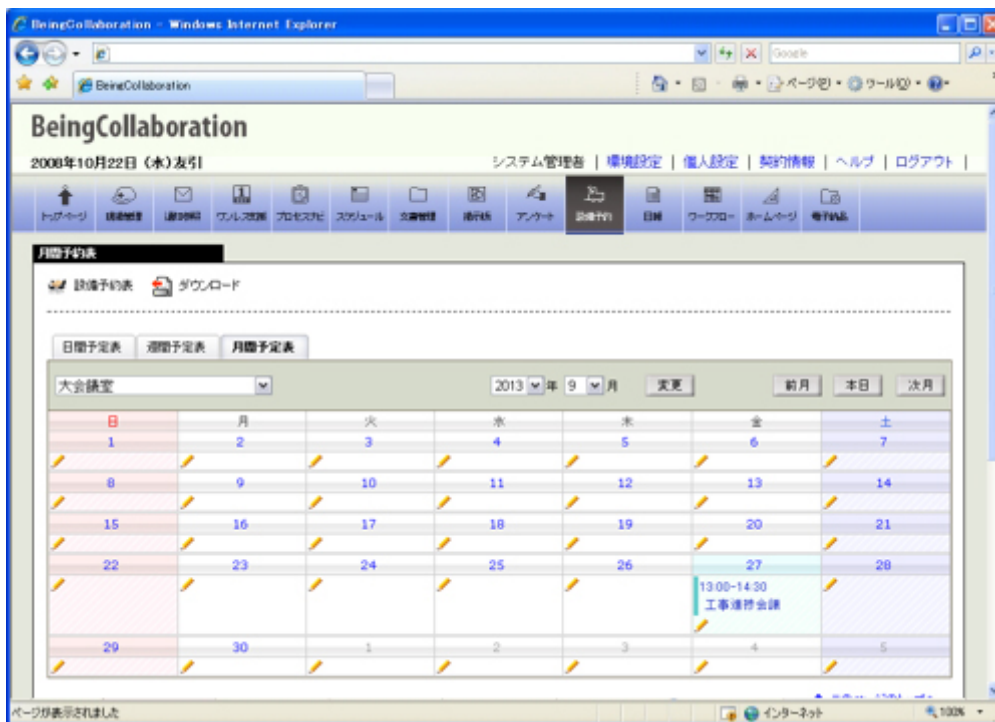 BeingCollaboration - Windows Internet Explorer
Google
BeingCollaboration
ページ(P) ツール(O)
BeingCollaboration
2008年10月22日 (水)友引
システム管理者 | 環境設定 | 個人設定 | 契約情報 | ヘルプ | ログアウト |
トップページ プロセスナビ スケジュール 文書管理 掲示板 アンケート 設備予約 日報 ワークフロー ホームページ 電子納品
月間予約表
設備予約表 ダウンロード
日間予定表 週間予定表 月間予定表
大会議室 2013 年 9 月 変更 前月 本日 次月
日 月 火 水 木 金 土
1 2 3 4 5 6 7
8 9 10 11 12 13 14
15 16 17 18 19 20 21
22 23 24 25 26 27 28
13:00-14:30
工事進捗会議
29 30 1 2 3 4 5
ページが表示されました インターネット 100%